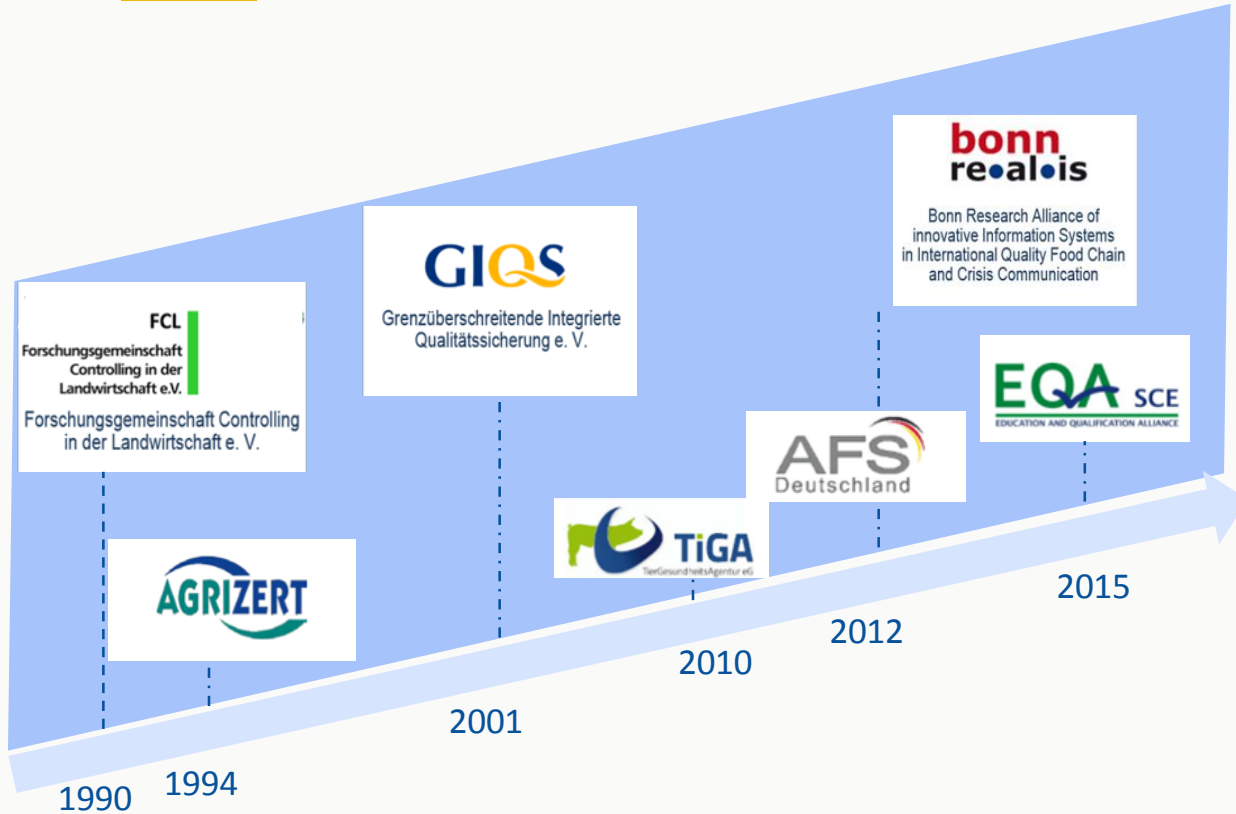 bonn
re•al•is
Bonn Research Alliance of
innovative Information Systems
in International Quality Food Chain
and Crisis Communication
GIQS
Grenzüberschreitende Integrierte
Qualitätssicherung e. V.
FCL
Forschungsgemeinschaft
Controlling in der
Landwirtschaft e.V.
Forschungsgemeinschaft Controlling
in der Landwirtschaft e. V.
EQA SCE
EDUCATION AND QUALIFICATION ALLIANCE
AFS
Deutschland
TiGA
TierGesundheitsAgentur eG
AGRIZERT
1990
1994
2001
2010
2012
2015